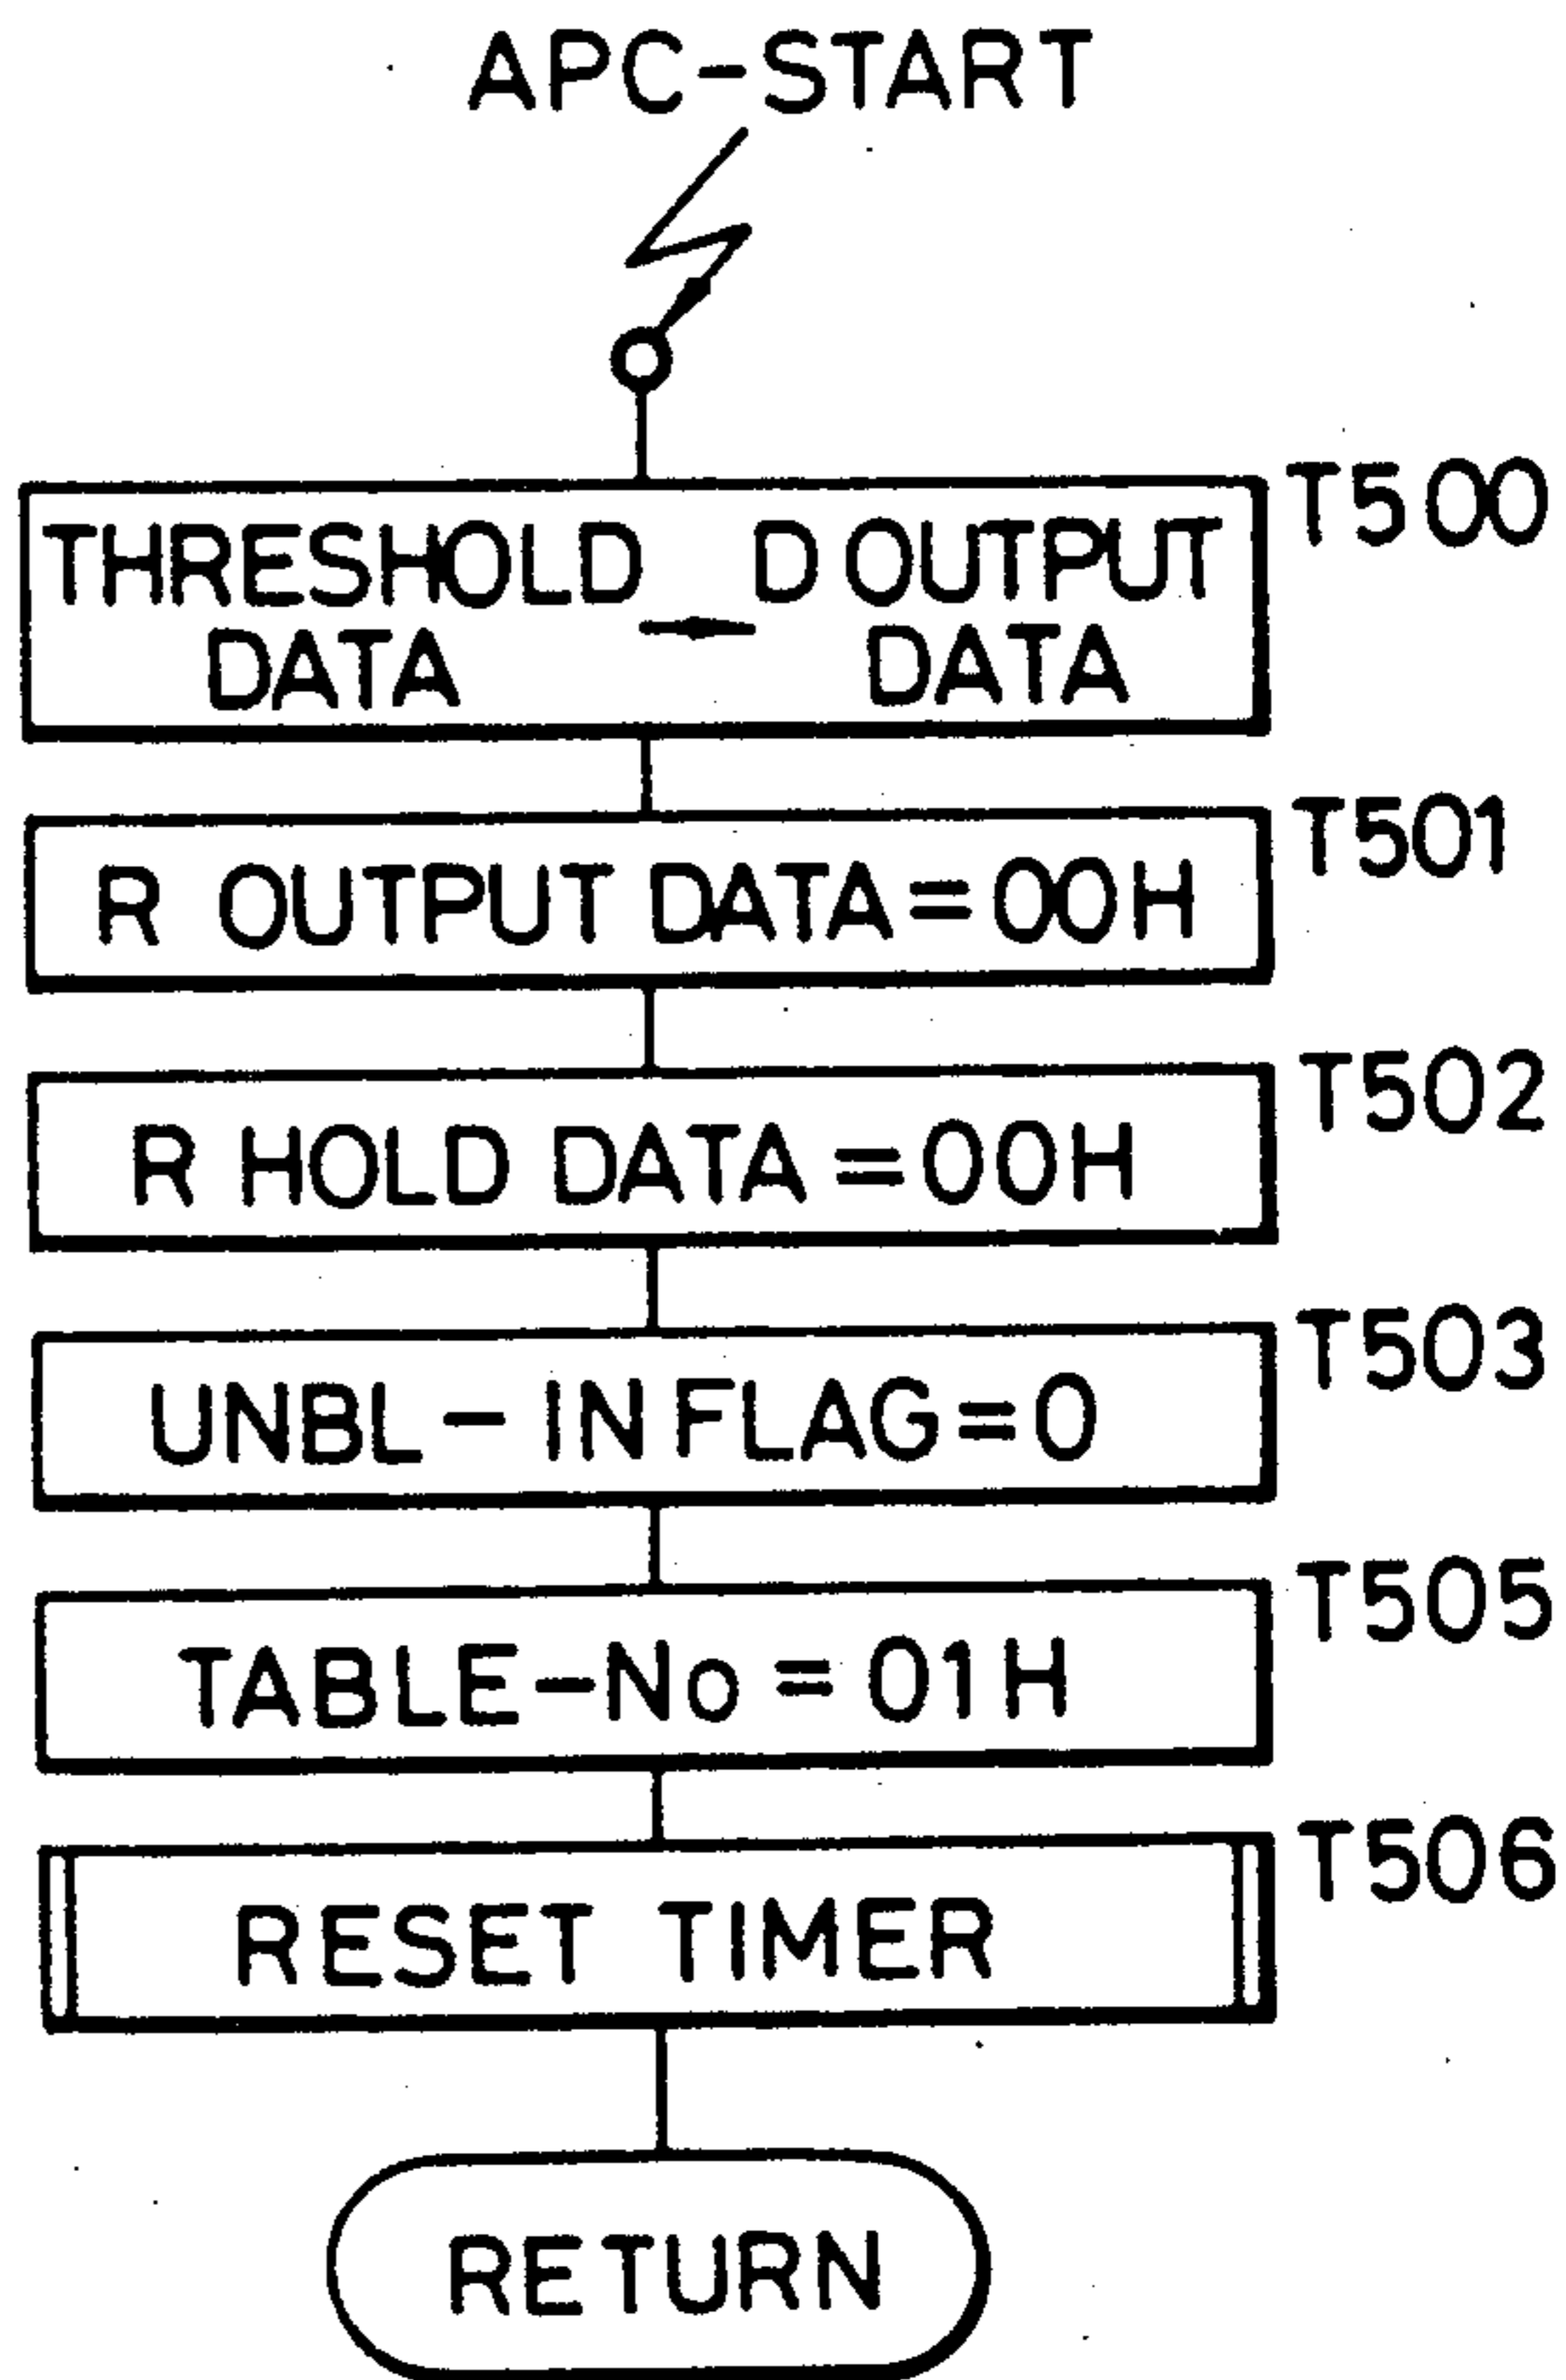 APC-START
T500
THRESHOLD DATA → D OUTPUT DATA
T501
R OUTPUT DATA=00H
T502
R HOLD DATA=00H
T503
UNBL-IN FLAG=0
T505
TABLE-No=01H
T506
RESET TIMER
RETURN